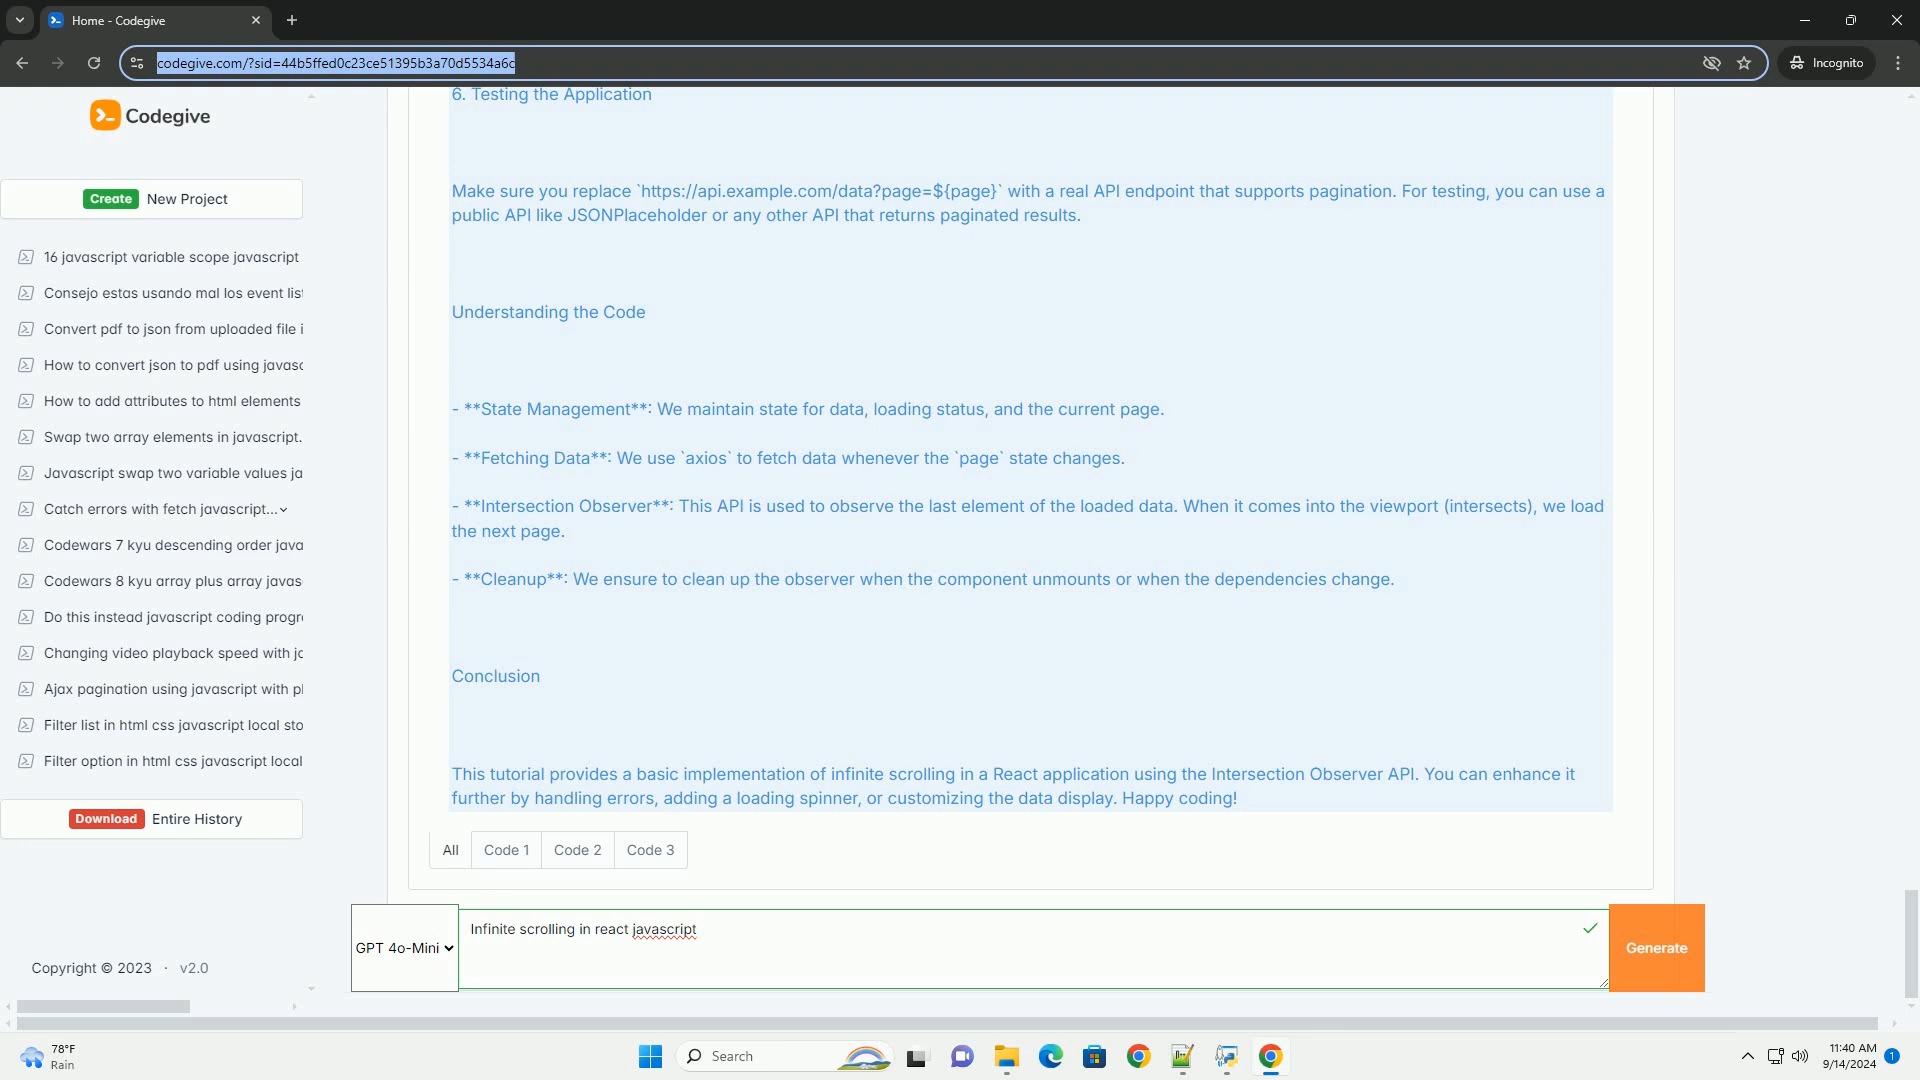 Home - Codegive
codegive.com/?sid=44b5ffed0c23ce51395b3a70d5534a6c
Incognito
Codegive
Create New Project
16 javascript variable scope javascript
Consejo estas usando mal los event list
Convert pdf to json from uploaded file i
How to convert json to pdf using javasc
How to add attributes to html elements
Swap two array elements in javascript.
Javascript swap two variable values ja
Catch errors with fetch javascript...
Codewars 7 kyu descending order java
Codewars 8 kyu array plus array javas
Do this instead javascript coding progr
Changing video playback speed with ja
Ajax pagination using javascript with p
Filter list in html css javascript local sto
Filter option in html css javascript local
Download Entire History
Copyright © 2023 · v2.0
6. Testing the Application
Make sure you replace `https://api.example.com/data?page=${page}` with a real API endpoint that supports pagination. For testing, you can use a
public API like JSONPlaceholder or any other API that returns paginated results.
Understanding the Code
- **State Management**: We maintain state for data, loading status, and the current page.
- **Fetching Data**: We use `axios` to fetch data whenever the `page` state changes.
- **Intersection Observer**: This API is used to observe the last element of the loaded data. When it comes into the viewport (intersects), we load
the next page.
- **Cleanup**: We ensure to clean up the observer when the component unmounts or when the dependencies change.
Conclusion
This tutorial provides a basic implementation of infinite scrolling in a React application using the Intersection Observer API. You can enhance it
further by handling errors, adding a loading spinner, or customizing the data display. Happy coding!
All Code 1 Code 2 Code 3
GPT 4o-Mini
Infinite scrolling in react javascript
Generate
78°F
Rain
Search
11:40 AM
9/14/2024
1